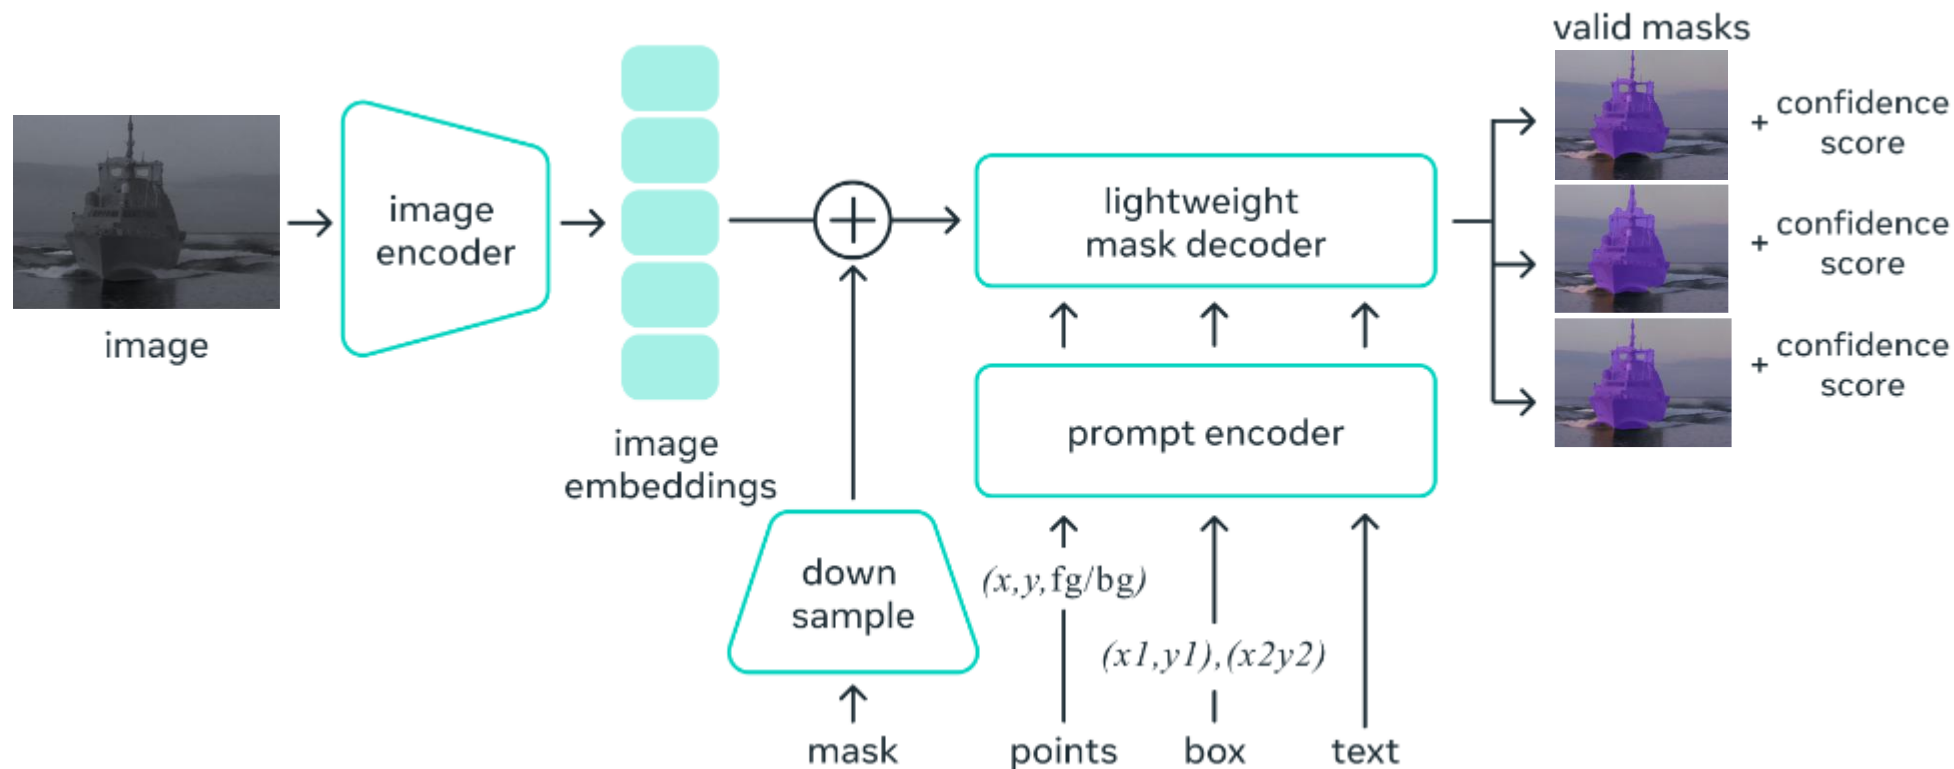 valid masks
confidence
+ score
image
encoder
lightweight
mask decoder
confidence
+ score
image
confidence
+ score
prompt encoder
image
embeddings
down
sample
(x,y,fg/bg)
(x1,y1),(x2y2)
mask
points
box
text